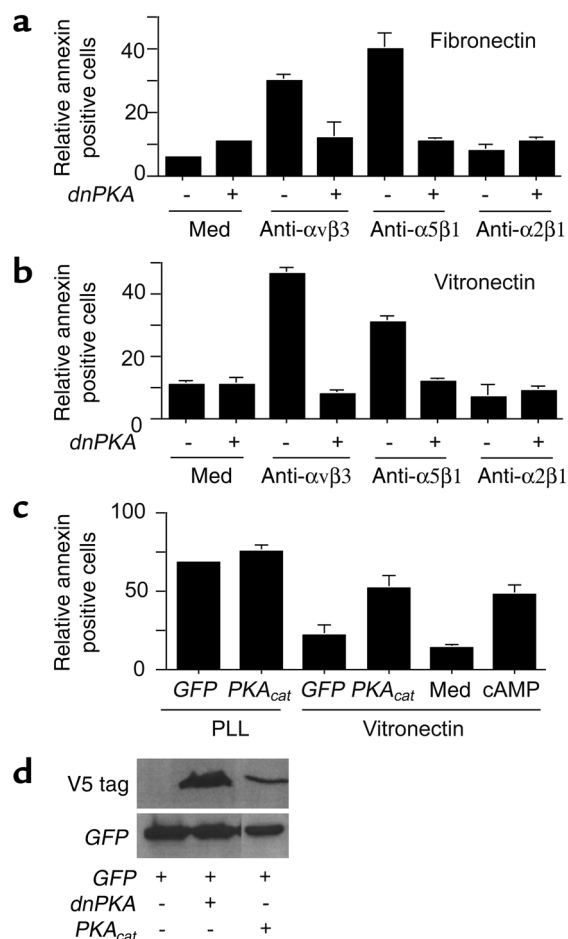 a
Relative annexin
positive cells
40
20
0
Fibronectin
dnPKA - + - + - + - +
Med Anti-αvβ3 Anti-α5β1 Anti-α2β1
b
Relative annexin
positive cells
40
20
0
Vitronectin
dnPKA - + - + - + - +
Med Anti-αvβ3 Anti-α5β1 Anti-α2β1
c
Relative annexin
positive cells
100
50
0
GFP PKAcat GFP PKAcat Med cAMP
PLL Vitronectin
d
V5 tag
GFP
GFP + + +
dnPKA - + -
PKAcat - - +